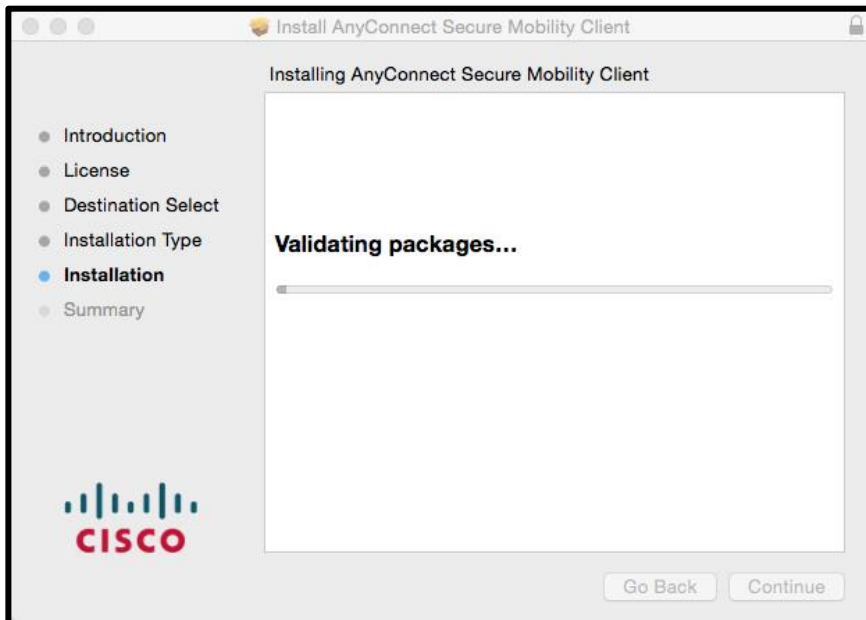 Install AnyConnect Secure Mobility Client
Installing AnyConnect Secure Mobility Client
Introduction
License
Destination Select
Installation Type
Installation
Summary
Validating packages...
CISCO
Go Back
Continue